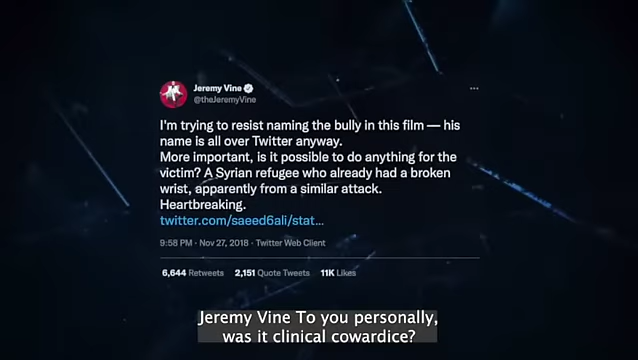 Jeremy Vine
@theJeremyVine
I'm trying to resist naming the bully in this film — his
name is all over Twitter anyway.
More important, is it possible to do anything for the
victim? A Syrian refugee who already had a broken
wrist, apparently from a similar attack.
Heartbreaking.
twitter.com/saeed6ali/stat...
9:58 PM · Nov 27, 2018 · Twitter Web Client
6,644 Retweets 2,151 Quote Tweets 11K Likes
Jeremy Vine To you personally,
was it clinical cowardice?